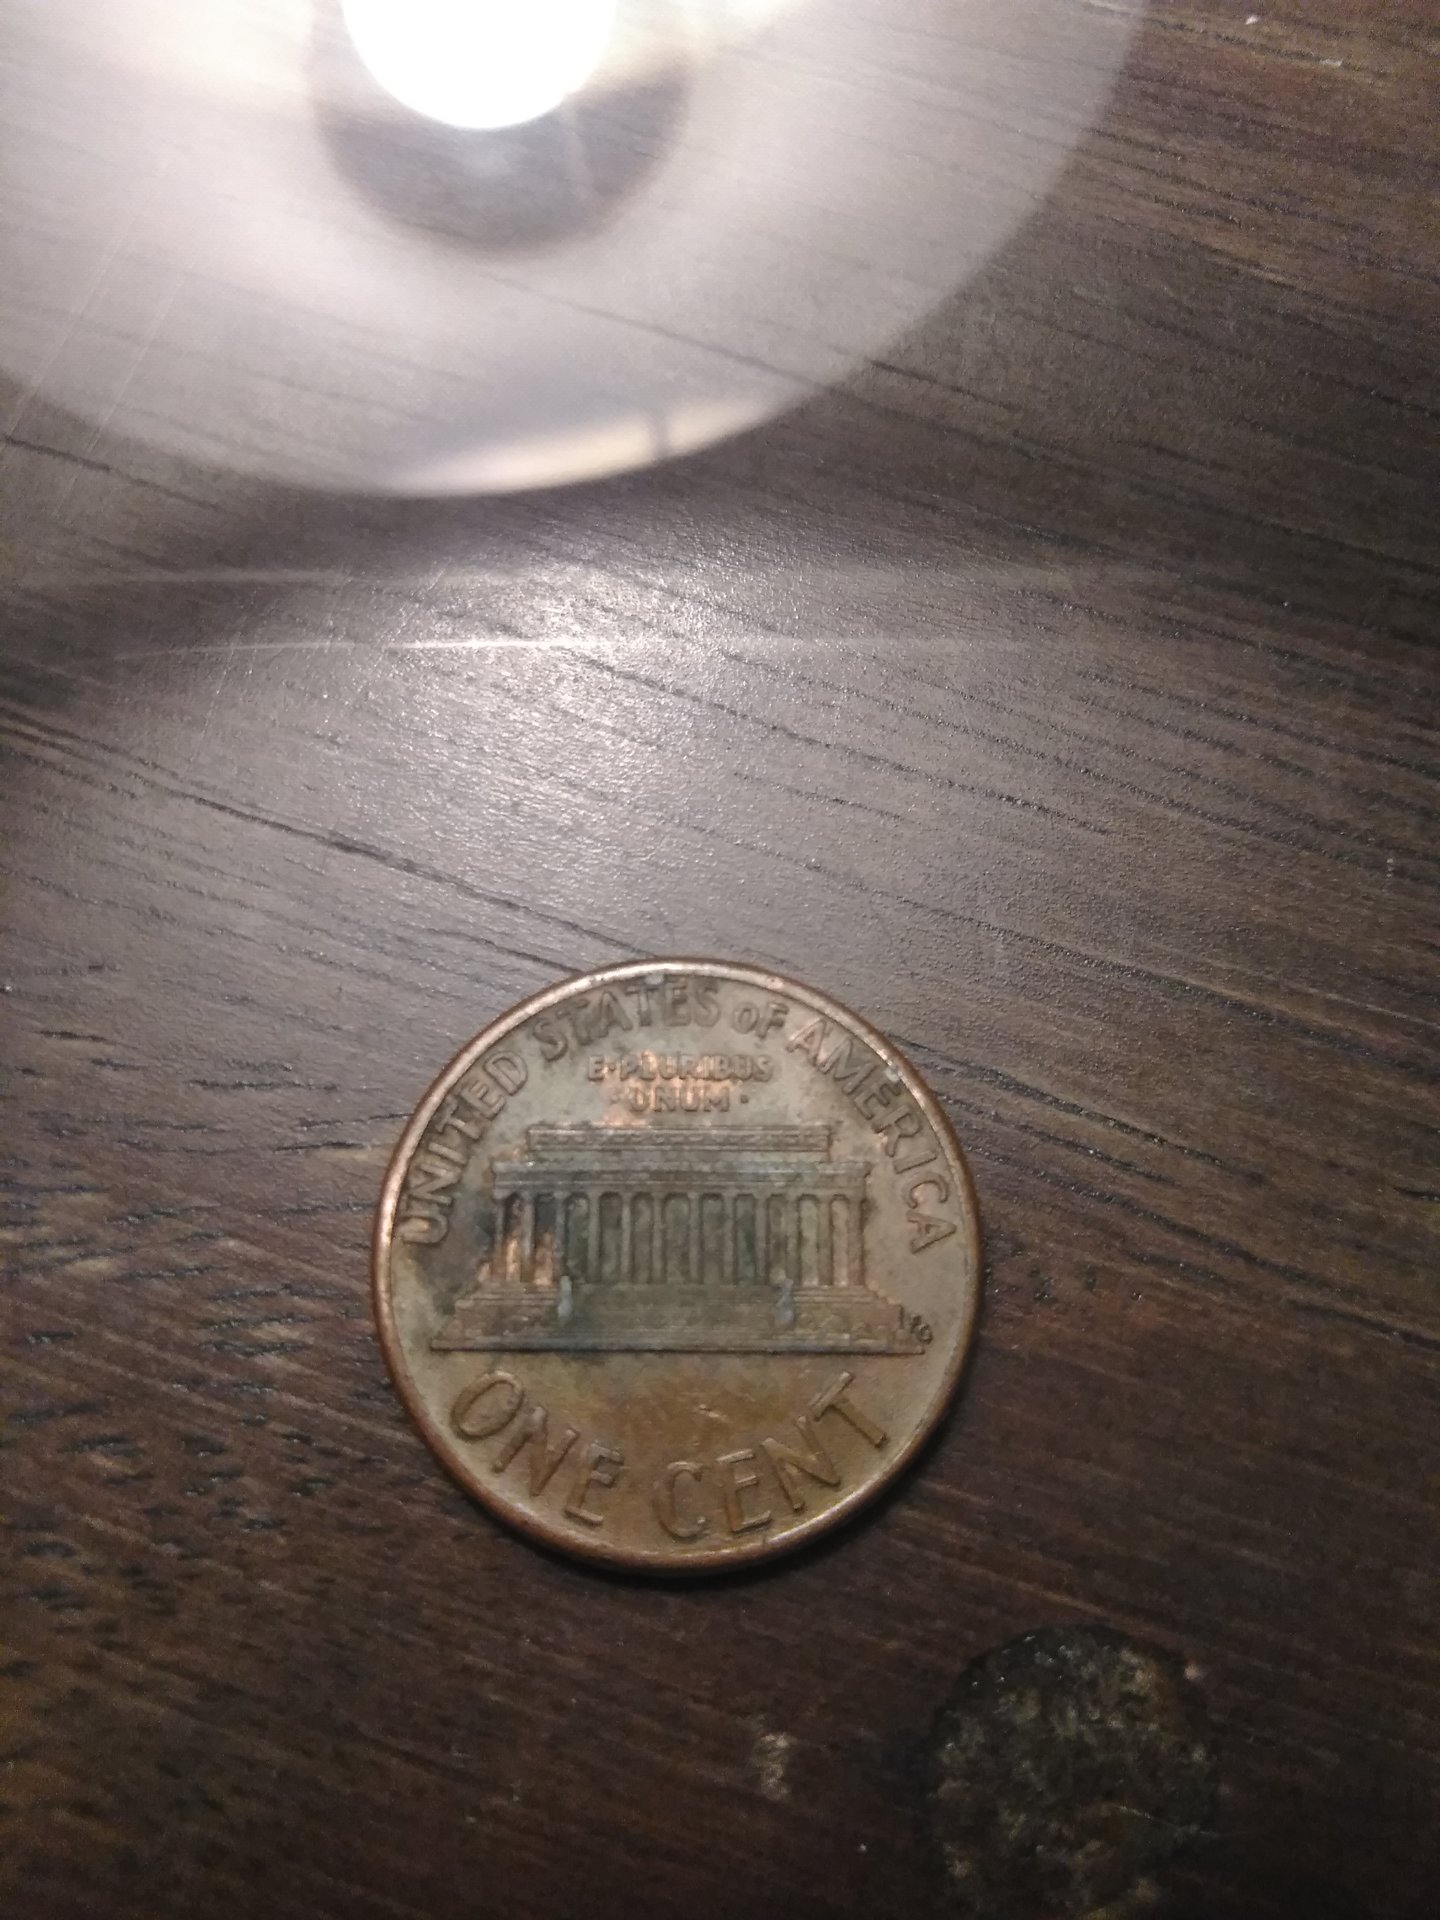 UNITED STATES OF AMERICA
E·PLURIBUS
·UNUM·
ONE CENT